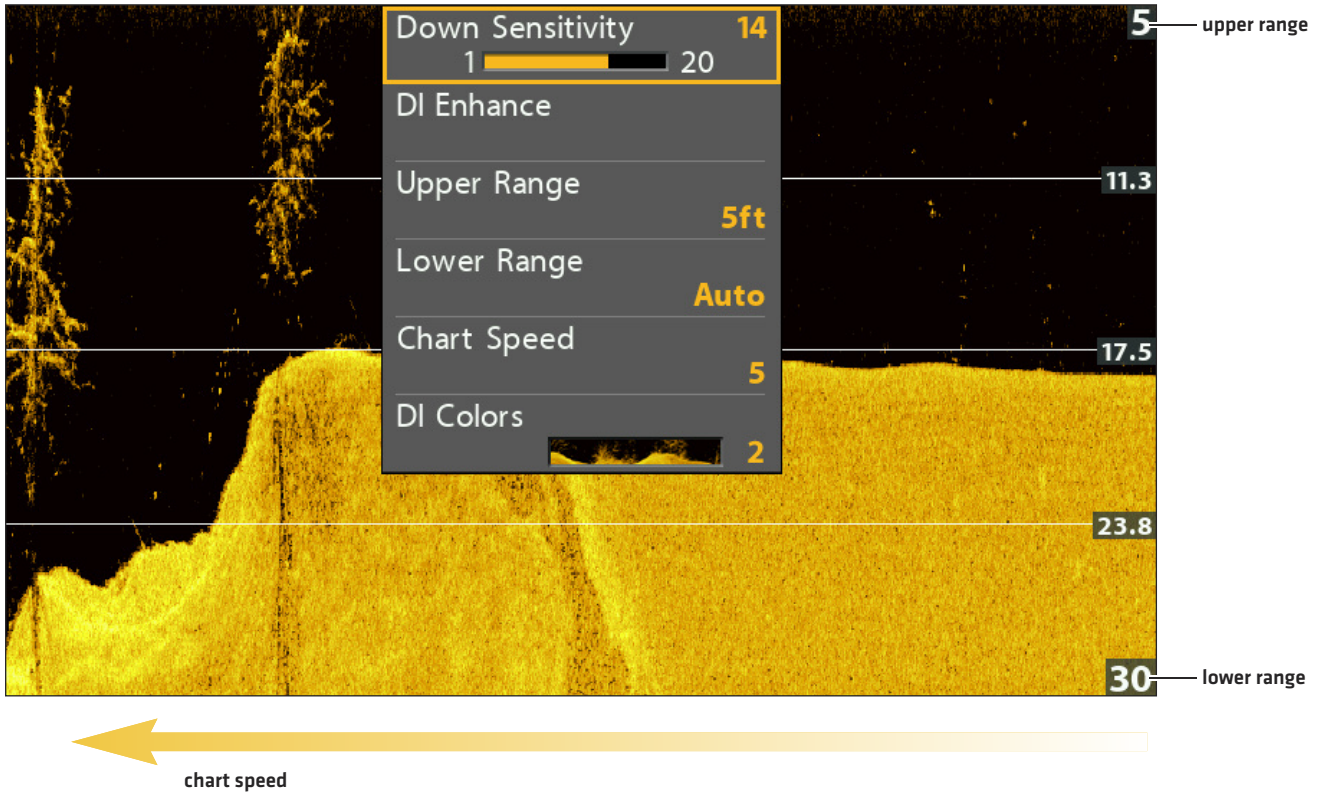 Down Sensitivity 14
1 20
DI Enhance
Upper Range
5ft
Lower Range
Auto
Chart Speed
5
DI Colors
2
5
upper range
11.3
17.5
23.8
30
lower range
chart speed